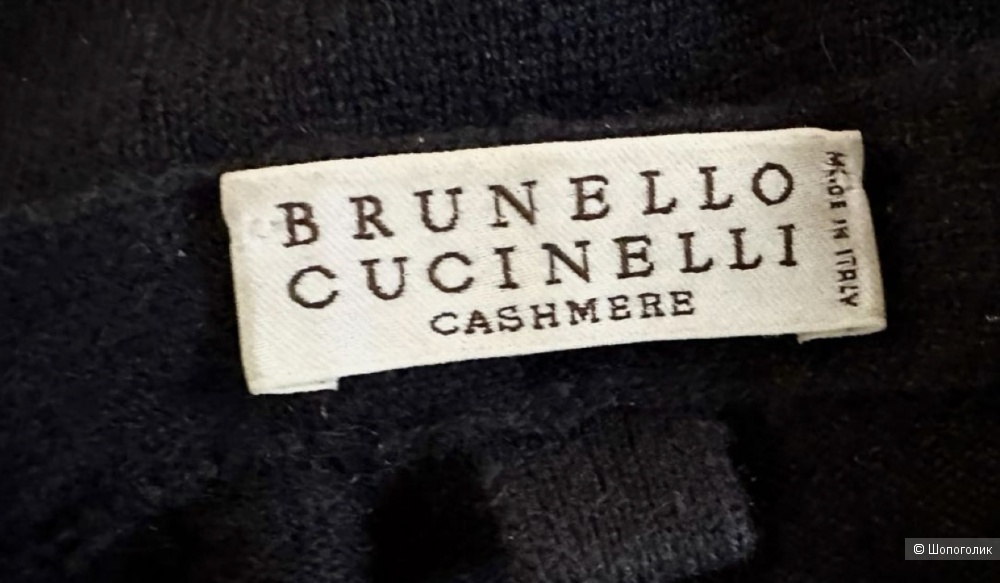 BRUNELLO
CUCINELLI
CASHMERE
MADE IN ITALY
© Шопоголик